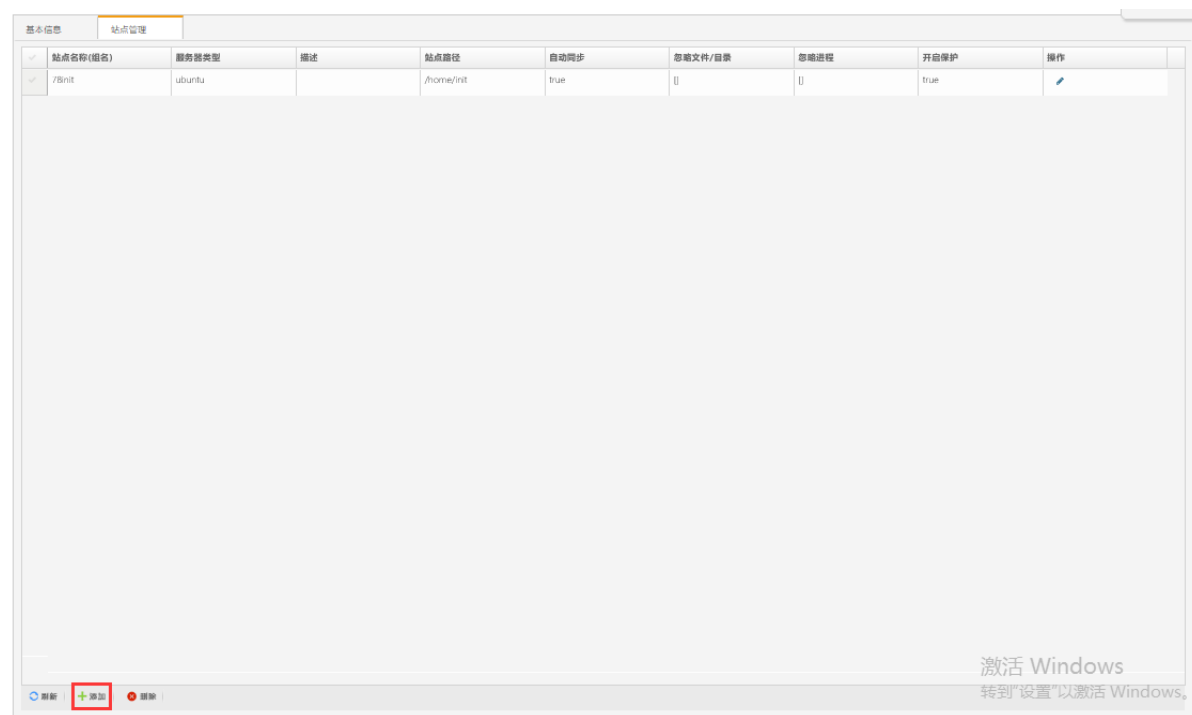 基本信息 站点管理
站点名称(组名) 服务器类型 描述 站点路径 自动同步 忽略文件/目录 忽略进程 开启保护 操作
/Binit ubuntu /home/init true [] [] true
激活 Windows
转到"设置"以激活 Windows。
刷新 添加 删除